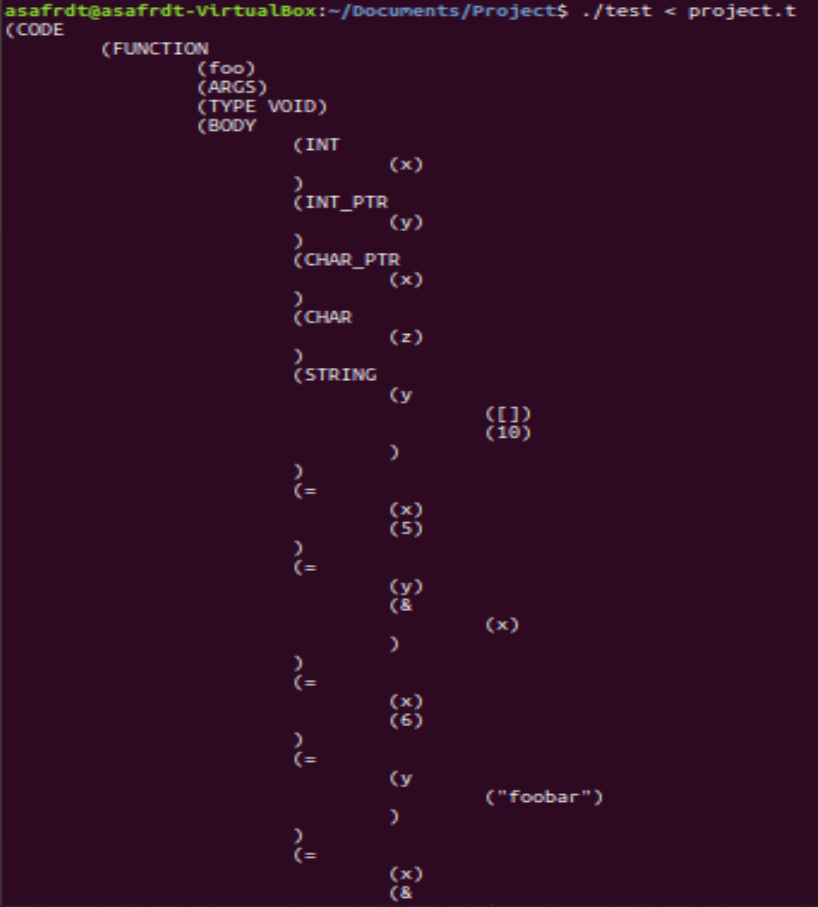 asafrdt@asafrdt-VirtualBox:~/Documents/Project$ ./test < project.t
(CODE
(FUNCTION
(foo)
(ARGS)
(TYPE VOID)
(BODY
(INT
(x)
)
(INT_PTR
(y)
)
(CHAR_PTR
(x)
)
(CHAR
(z)
)
(STRING
(y
([])
(10)
)
)
(=
(x)
(5)
)
(=
(y)
(&
(x)
)
)
(=
(x)
(6)
)
(=
(y
("foobar")
)
)
(=
(x)
(&